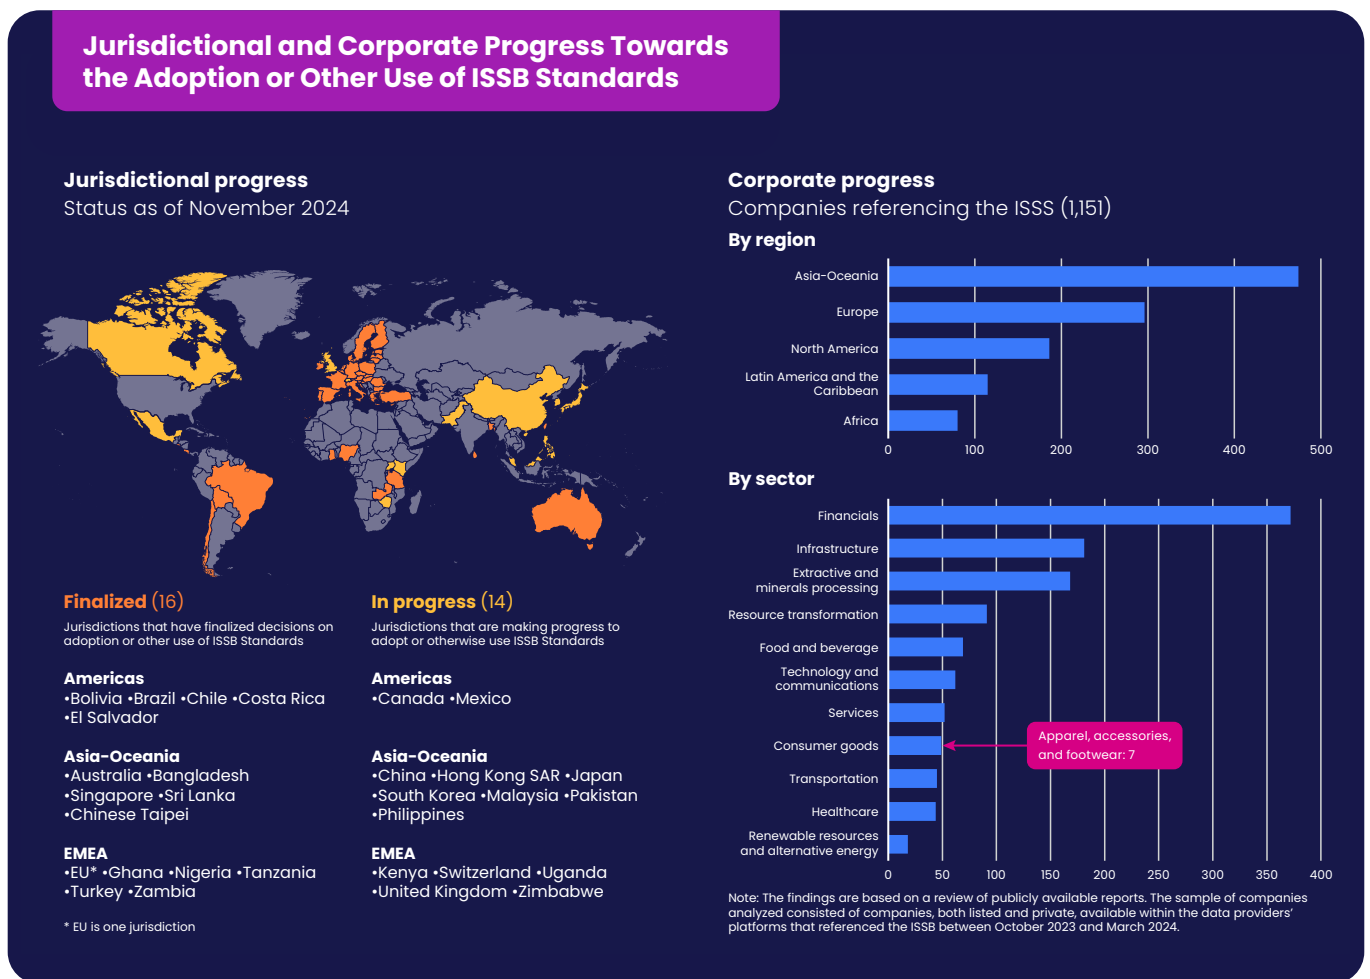 Jurisdictional and Corporate Progress Towards
the Adoption or Other Use of ISSB Standards
Jurisdictional progress
Status as of November 2024
Finalized (16)
Jurisdictions that have finalized decisions on
adoption or other use of ISSB Standards
Americas
•Bolivia •Brazil •Chile •Costa Rica
•El Salvador
Asia-Oceania
•Australia •Bangladesh
•Singapore •Sri Lanka
•Chinese Taipei
EMEA
•EU* •Ghana •Nigeria •Tanzania
•Turkey •Zambia
* EU is one jurisdiction
In progress (14)
Jurisdictions that are making progress to
adopt or otherwise use ISSB Standards
Americas
•Canada •Mexico
Asia-Oceania
•China •Hong Kong SAR •Japan
•South Korea •Malaysia •Pakistan
•Philippines
EMEA
•Kenya •Switzerland •Uganda
•United Kingdom •Zimbabwe
Corporate progress
Companies referencing the ISSS (1,151)
By region
Asia-Oceania
Europe
North America
Latin America and the
Caribbean
Africa
0 100 200 300 400 500
By sector
Financials
Infrastructure
Extractive and
minerals processing
Resource transformation
Food and beverage
Technology and
communications
Services
Consumer goods
Apparel, accessories,
and footwear: 7
Transportation
Healthcare
Renewable resources
and alternative energy
0 50 100 150 200 250 300 350 400
Note: The findings are based on a review of publicly available reports. The sample of companies
analyzed consisted of companies, both listed and private, available within the data providers’
platforms that referenced the ISSB between October 2023 and March 2024.